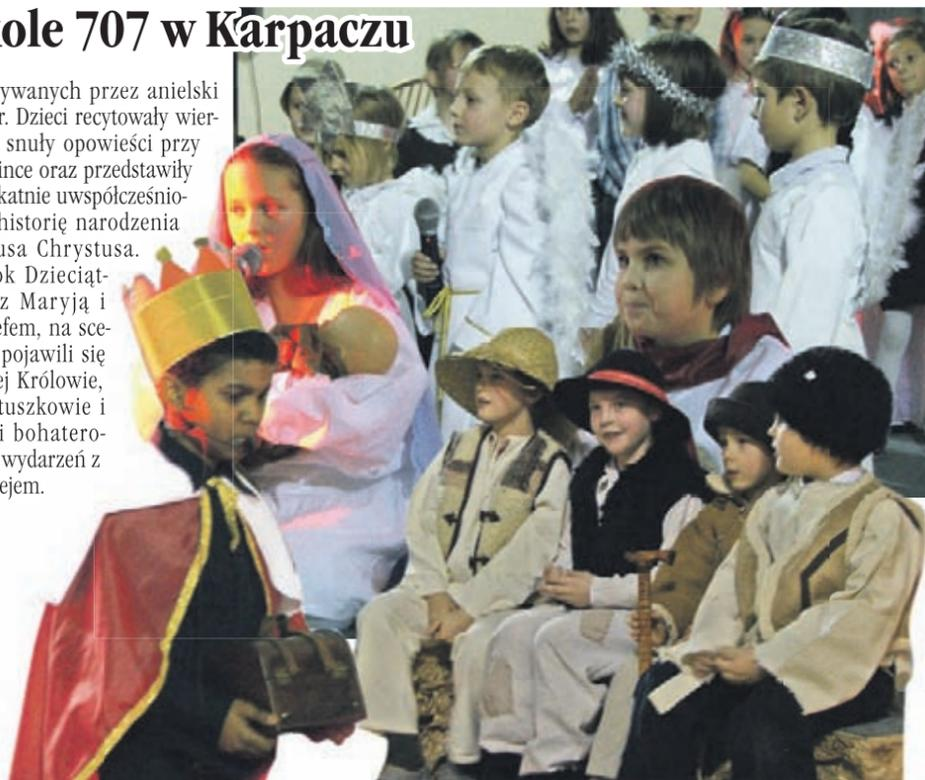 kole 707 w Karpaczu
ywanych przez anielski
r. Dzieci recytowały wier-
snuły opowieści przy
ince oraz przedstawiły
katnie uwspółcześnio-
historię narodzenia
usa Chrystusa.
ok Dzieciąt-
z Maryją i
efem, na sce-
pojawili się
ej Królowie,
tuszkowie i
i bohatero-
wydarzeń z
ejem.